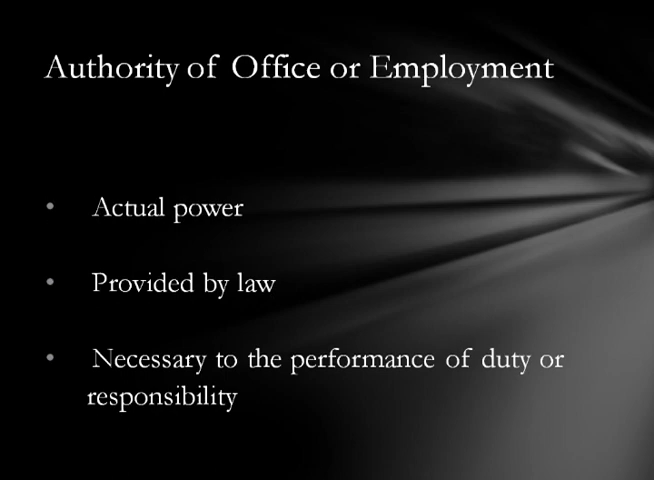 Authority of Office or Employment
• Actual power
• Provided by law
• Necessary to the performance of duty or
responsibility